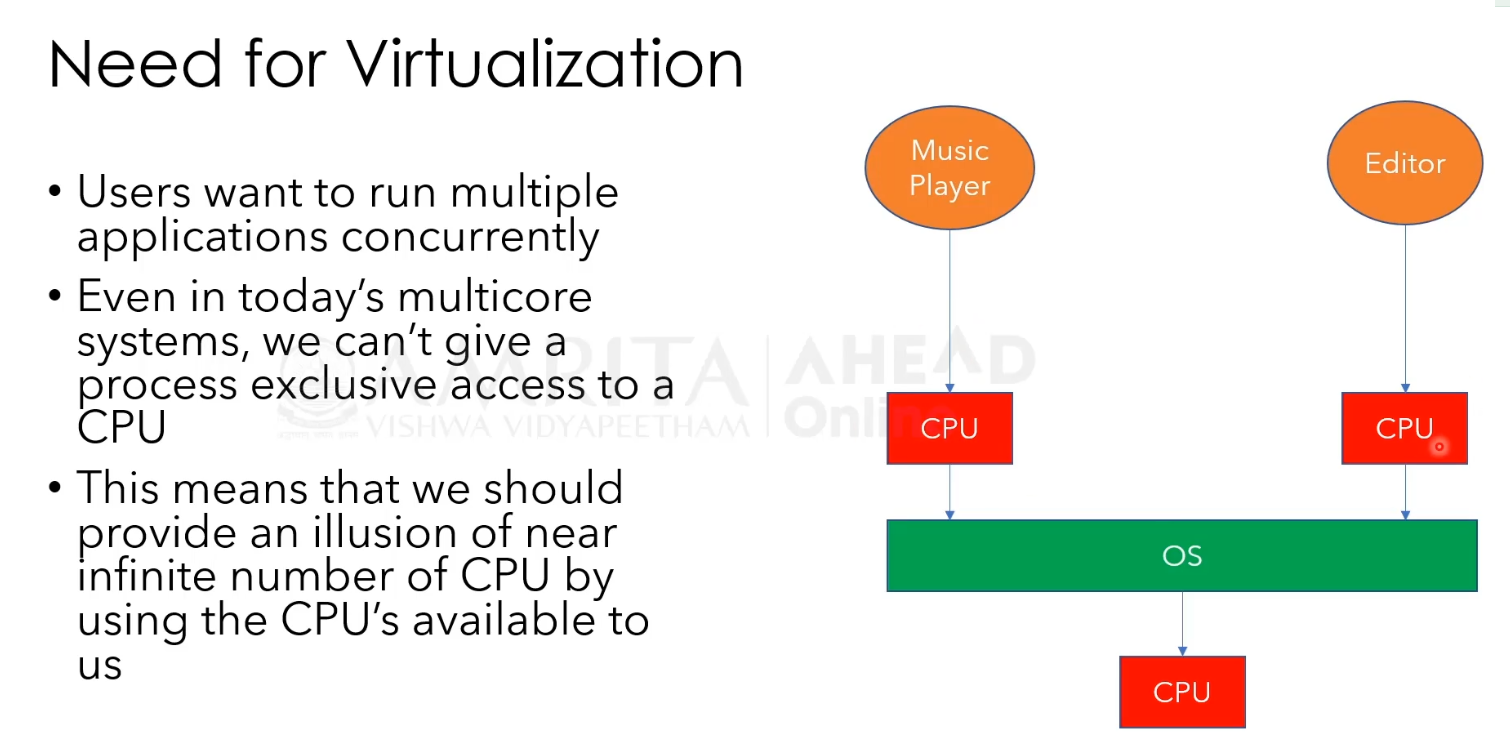 Need for Virtualization
• Users want to run multiple
applications concurrently
• Even in today's multicore
systems, we can't give a
process exclusive access to a
CPU
• This means that we should
provide an illusion of near
infinite number of CPU by
using the CPU's available to
us
Music
Player
Editor
CPU
CPU
OS
CPU
AMRITA
VISHWA VIDYAPEETHAM
AHEAD
Online